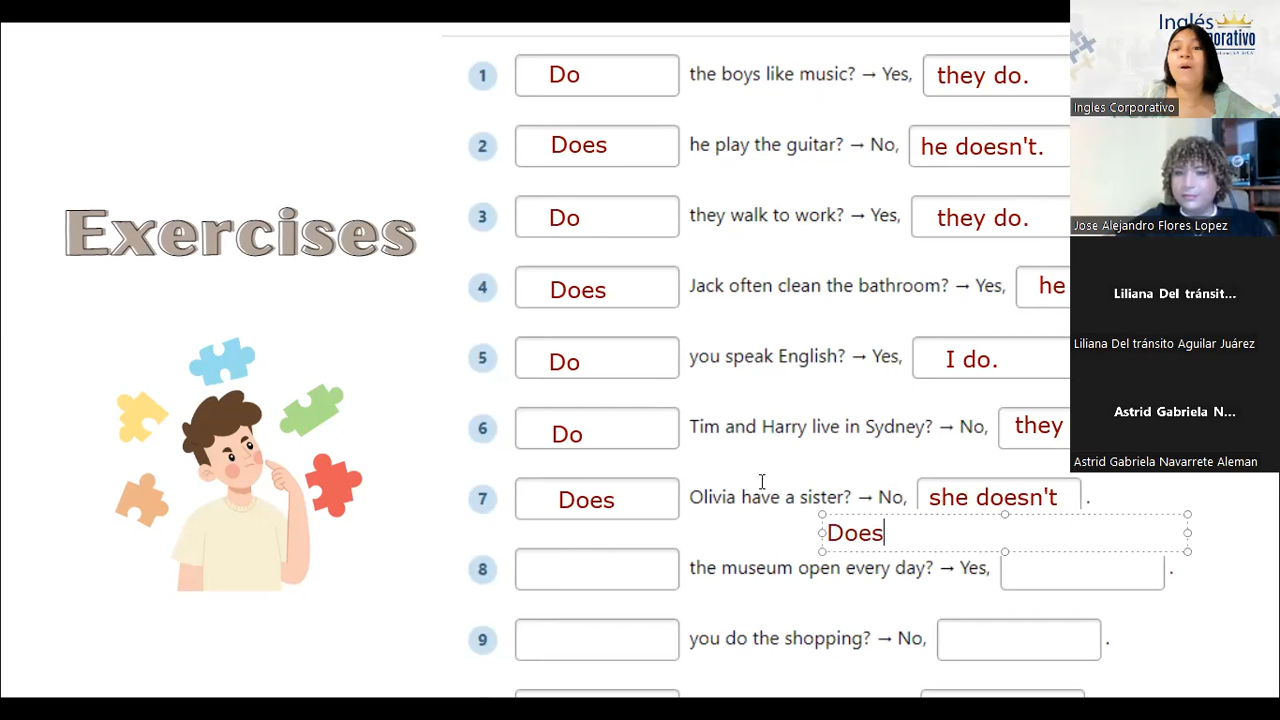 Exercises
1 Do the boys like music? → Yes, they do.
2 Does he play the guitar? → No, he doesn't.
3 Do they walk to work? → Yes, they do.
4 Does Jack often clean the bathroom? → Yes, he
5 Do you speak English? → Yes, I do.
6 Do Tim and Harry live in Sydney? → No, they
7 Does Olivia have a sister? → No, she doesn't .
Does
8 the museum open every day? → Yes, .
9 you do the shopping? → No, .
Inglés
Ingles Corporativo
Jose Alejandro Flores Lopez
Liliana Del tránsit...
Liliana Del tránsito Aguilar Juárez
Astrid Gabriela N...
Astrid Gabriela Navarrete Aleman